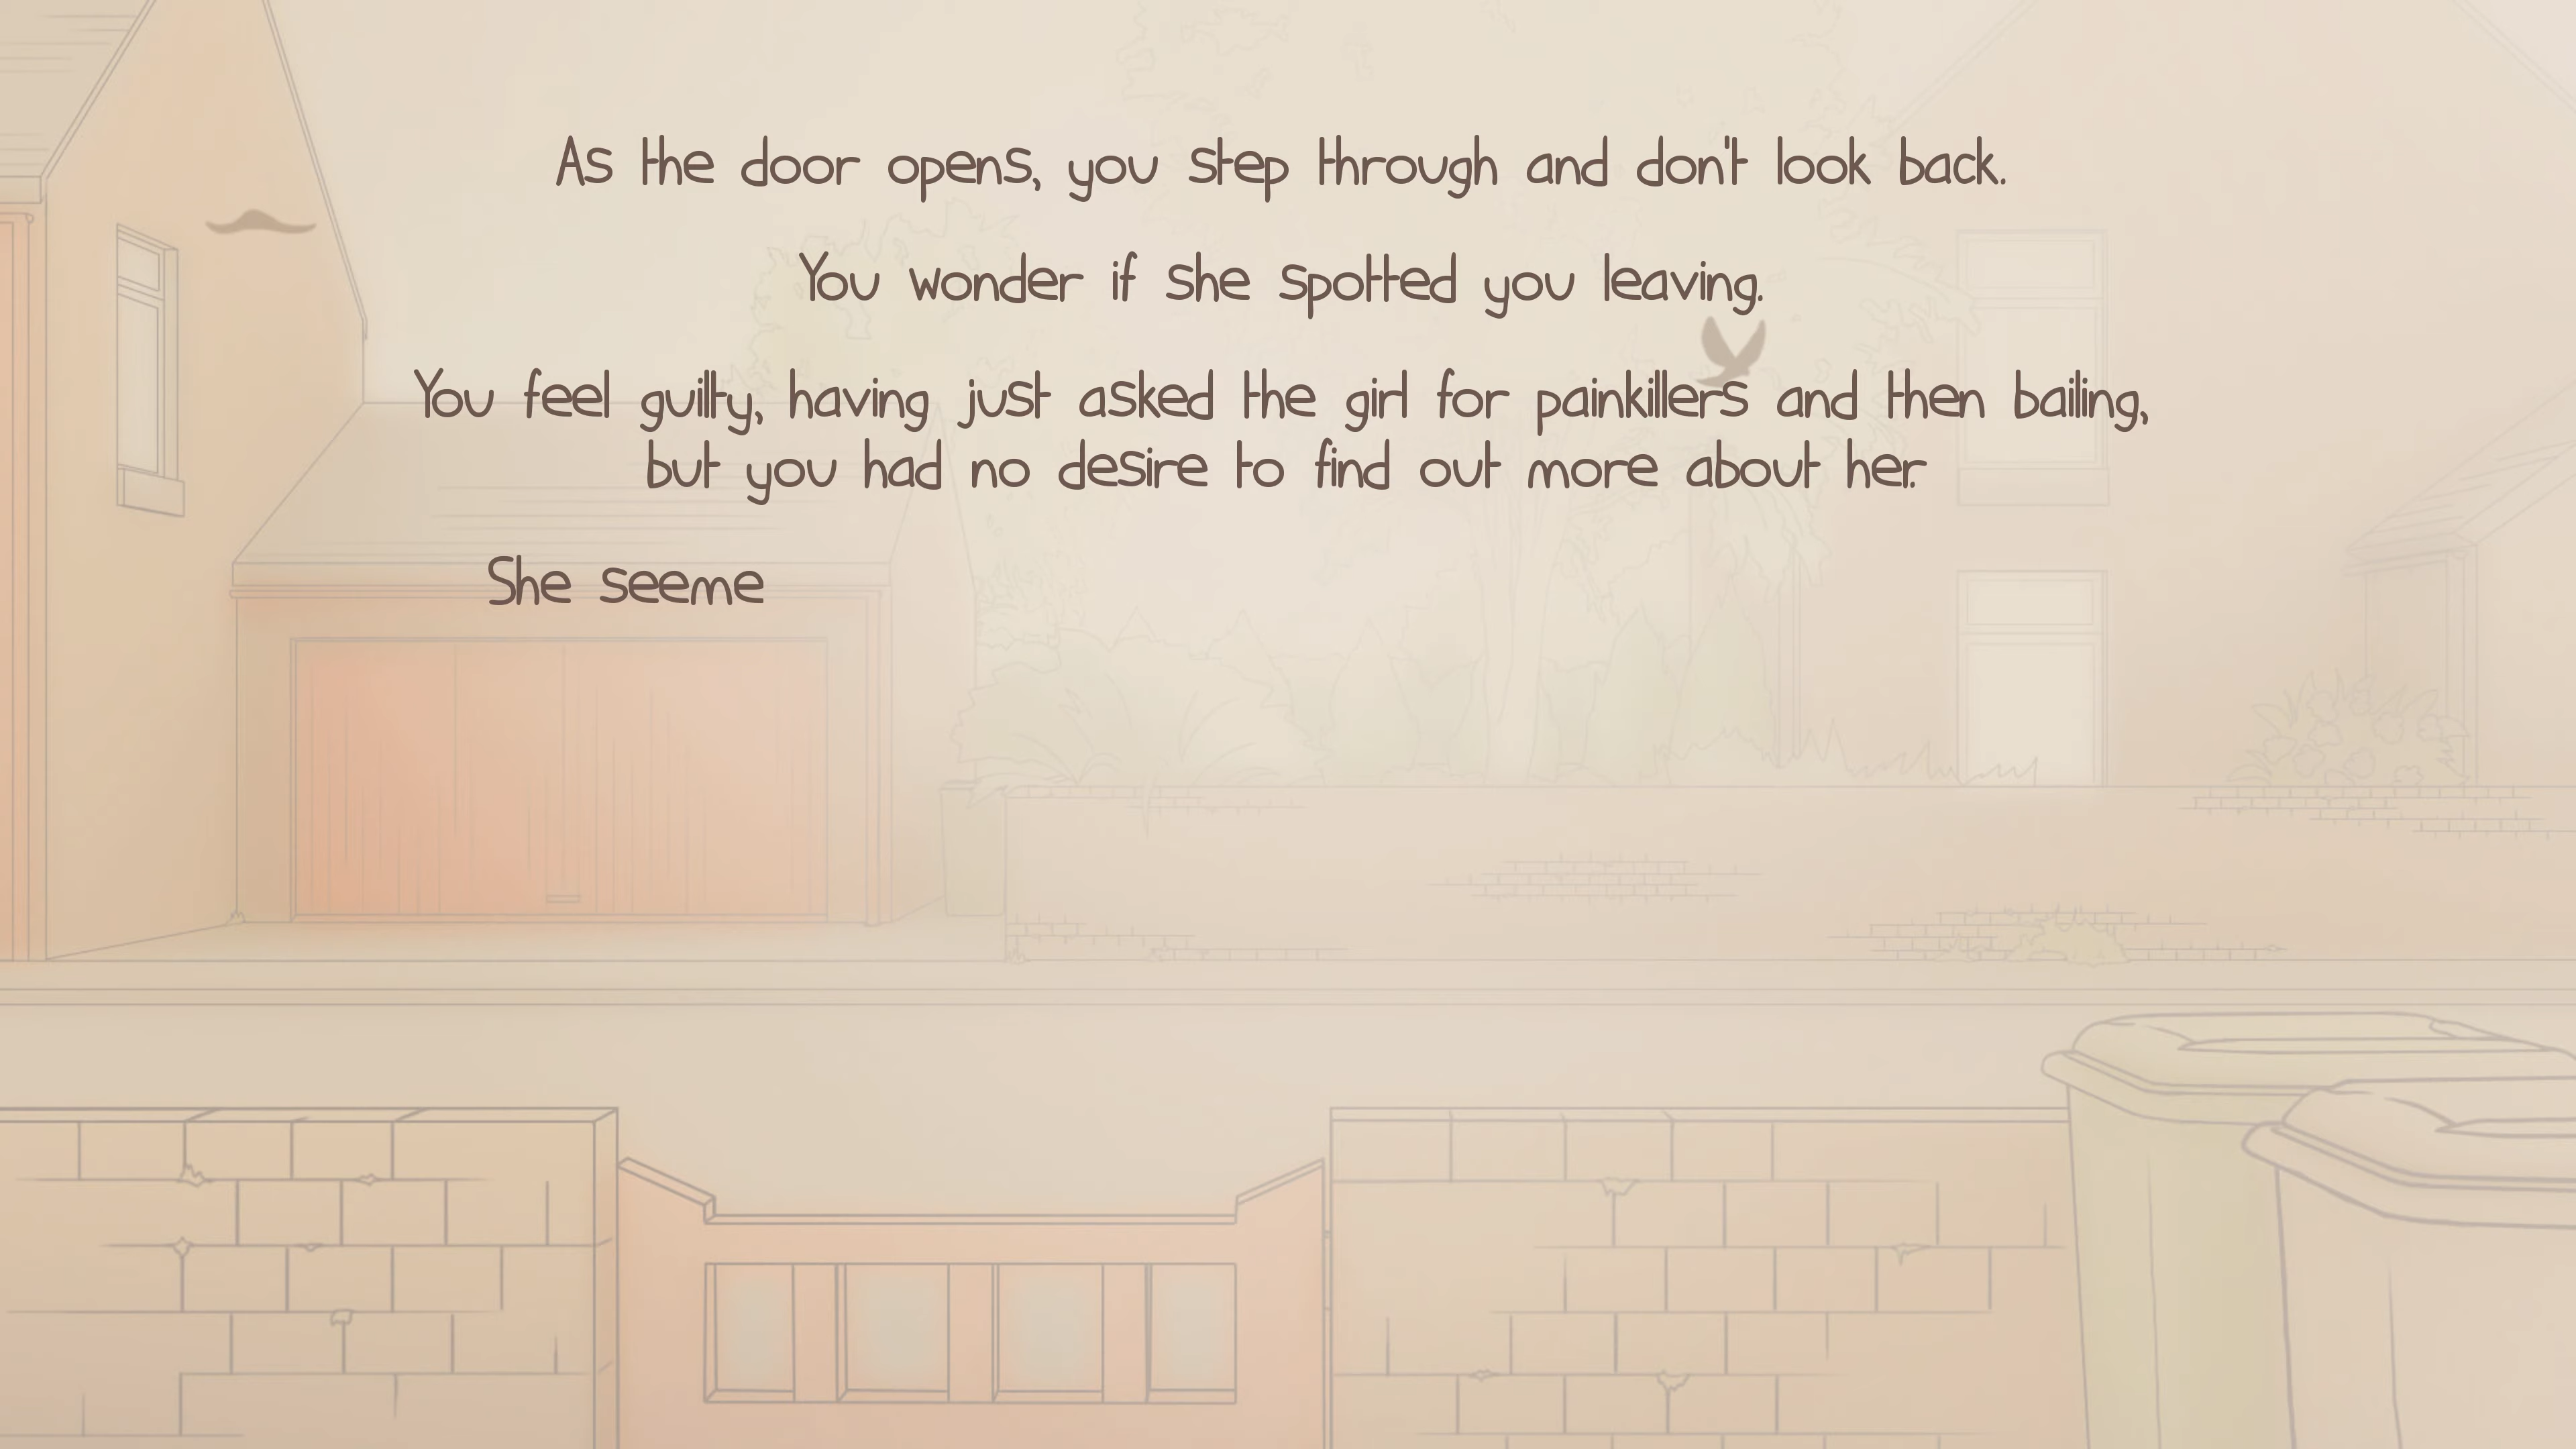 As the door opens, you step through and don't look back.
You wonder if she spotted you leaving.
You feel guilty, having just asked the girl for painkillers and then bailing,
but you had no desire to find out more about her.
She seeme